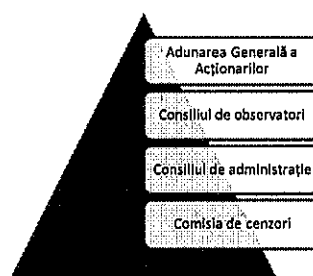 Adunarea Generală a
Acționarilor
Consiliul de observatori
Consiliul de administrație
Comisia de cenzori